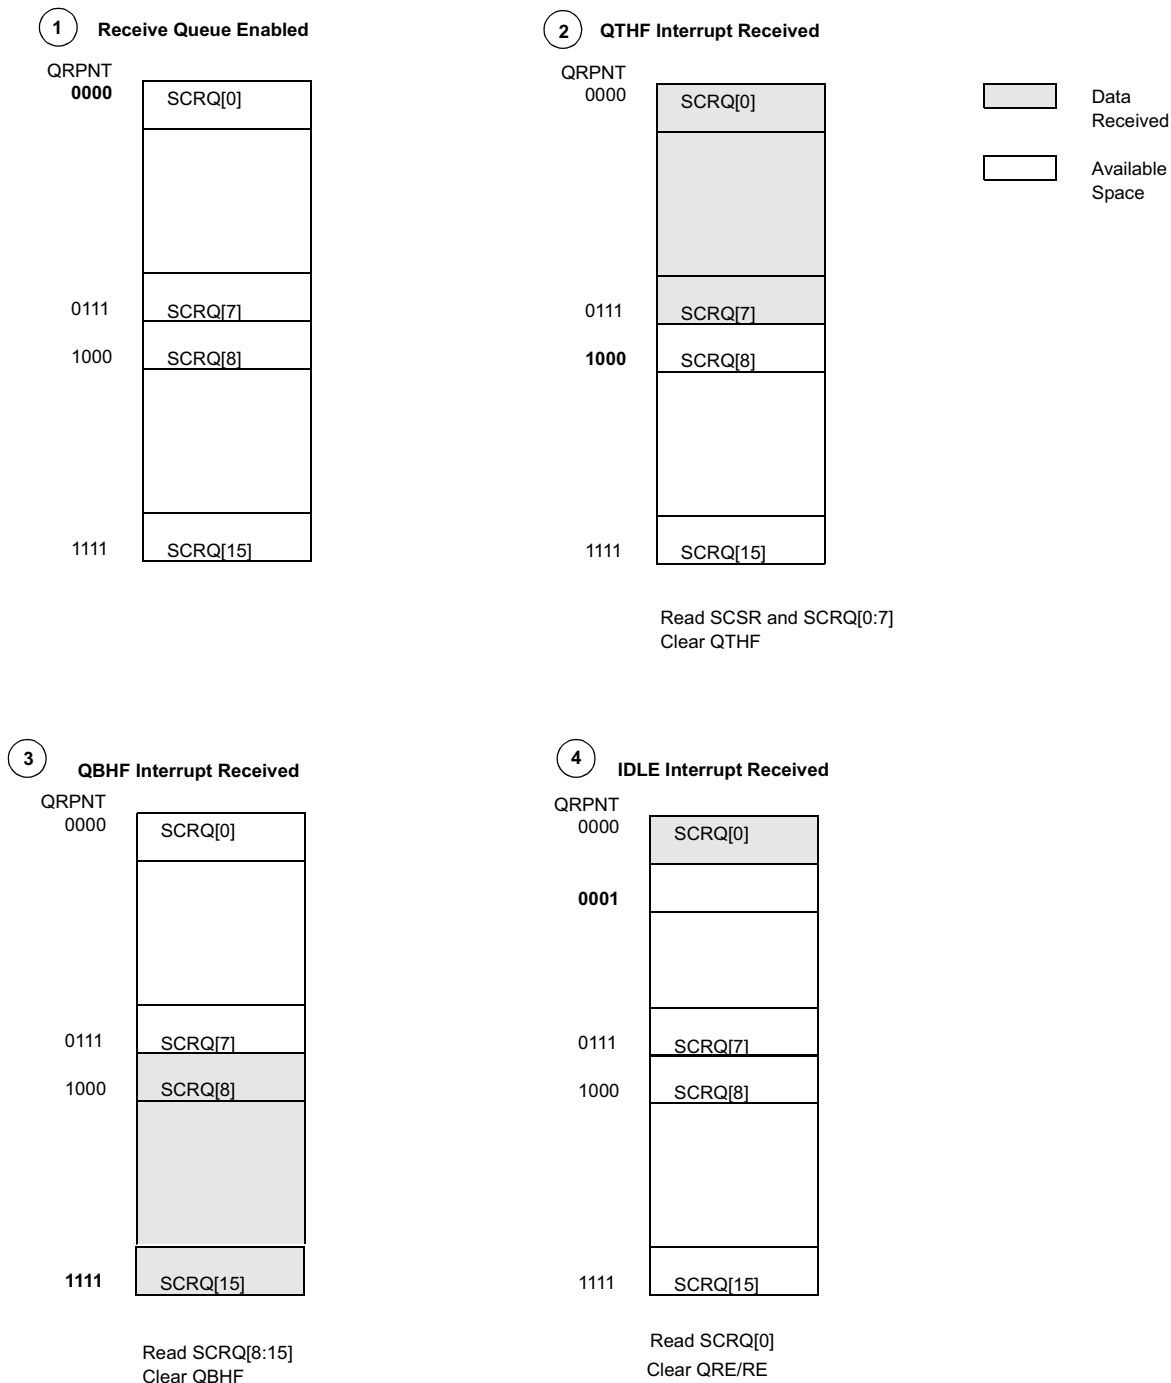 1
Receive Queue Enabled
QRPNT
0000
SCRQ[0]
0111
SCRQ[7]
1000
SCRQ[8]
1111
SCRQ[15]
2
QTHF Interrupt Received
QRPNT
0000
SCRQ[0]
0111
SCRQ[7]
1000
SCRQ[8]
1111
SCRQ[15]
Read SCSR and SCRQ[0:7]
Clear QTHF
Data
Received
Available
Space
3
QBHF Interrupt Received
QRPNT
0000
SCRQ[0]
0111
SCRQ[7]
1000
SCRQ[8]
1111
SCRQ[15]
Read SCRQ[8:15]
Clear QBHF
4
IDLE Interrupt Received
QRPNT
0000
SCRQ[0]
0001
0111
SCRQ[7]
1000
SCRQ[8]
1111
SCRQ[15]
Read SCRQ[0]
Clear QRE/RE